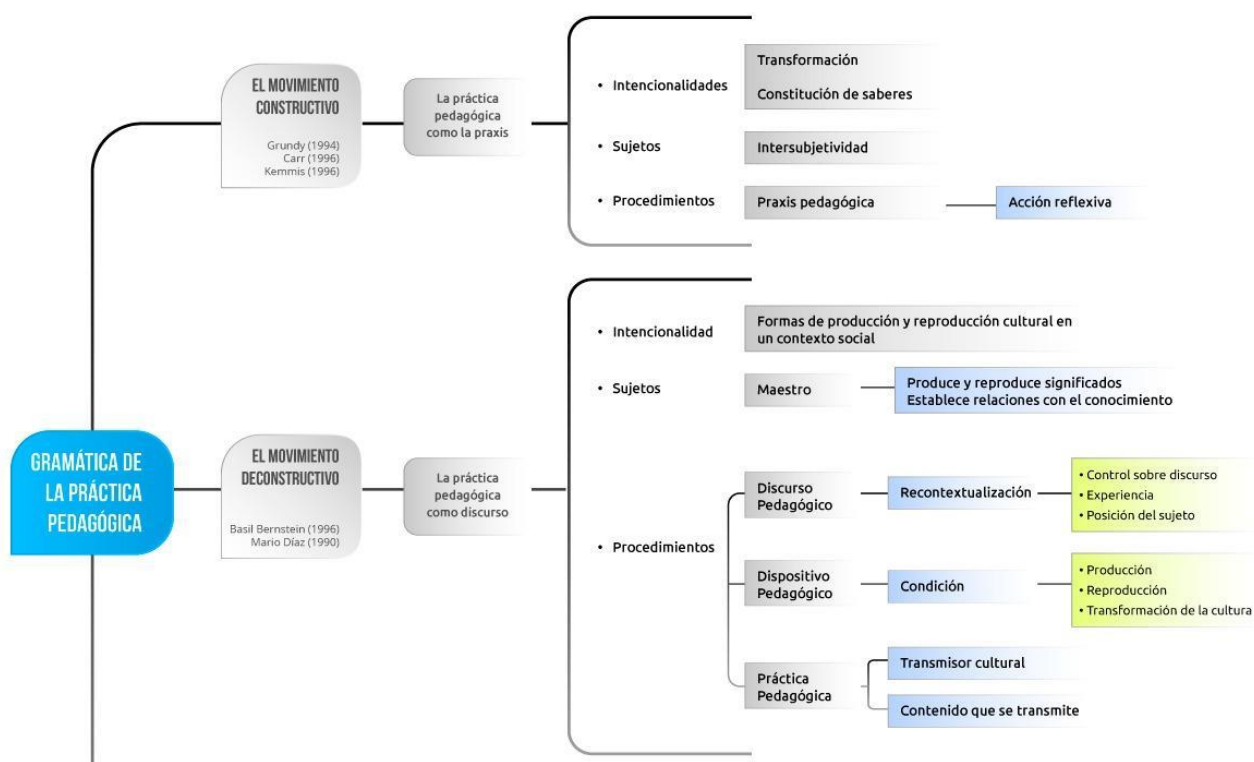 GRAMÁTICA DE
LA PRÁCTICA
PEDAGÓGICA
EL MOVIMIENTO
CONSTRUCTIVO
Grundy (1994)
Carr (1996)
Kemmis (1996)
La práctica
pedagógica
como la praxis
• Intencionalidades
Transformación
Constitución de saberes
• Sujetos
Intersubjetividad
• Procedimientos
Praxis pedagógica
Acción reflexiva
EL MOVIMIENTO
DECONSTRUCTIVO
Basil Bernstein (1996)
Mario Díaz (1990)
La práctica
pedagógica
como discurso
• Intencionalidad
Formas de producción y reproducción cultural en
un contexto social
• Sujetos
Maestro
Produce y reproduce significados
Establece relaciones con el conocimiento
• Procedimientos
Discurso
Pedagógico
Recontextualización
• Control sobre discurso
• Experiencia
• Posición del sujeto
Dispositivo
Pedagógico
Condición
• Producción
• Reproducción
• Transformación de la cultura
Práctica
Pedagógica
Transmisor cultural
Contenido que se transmite